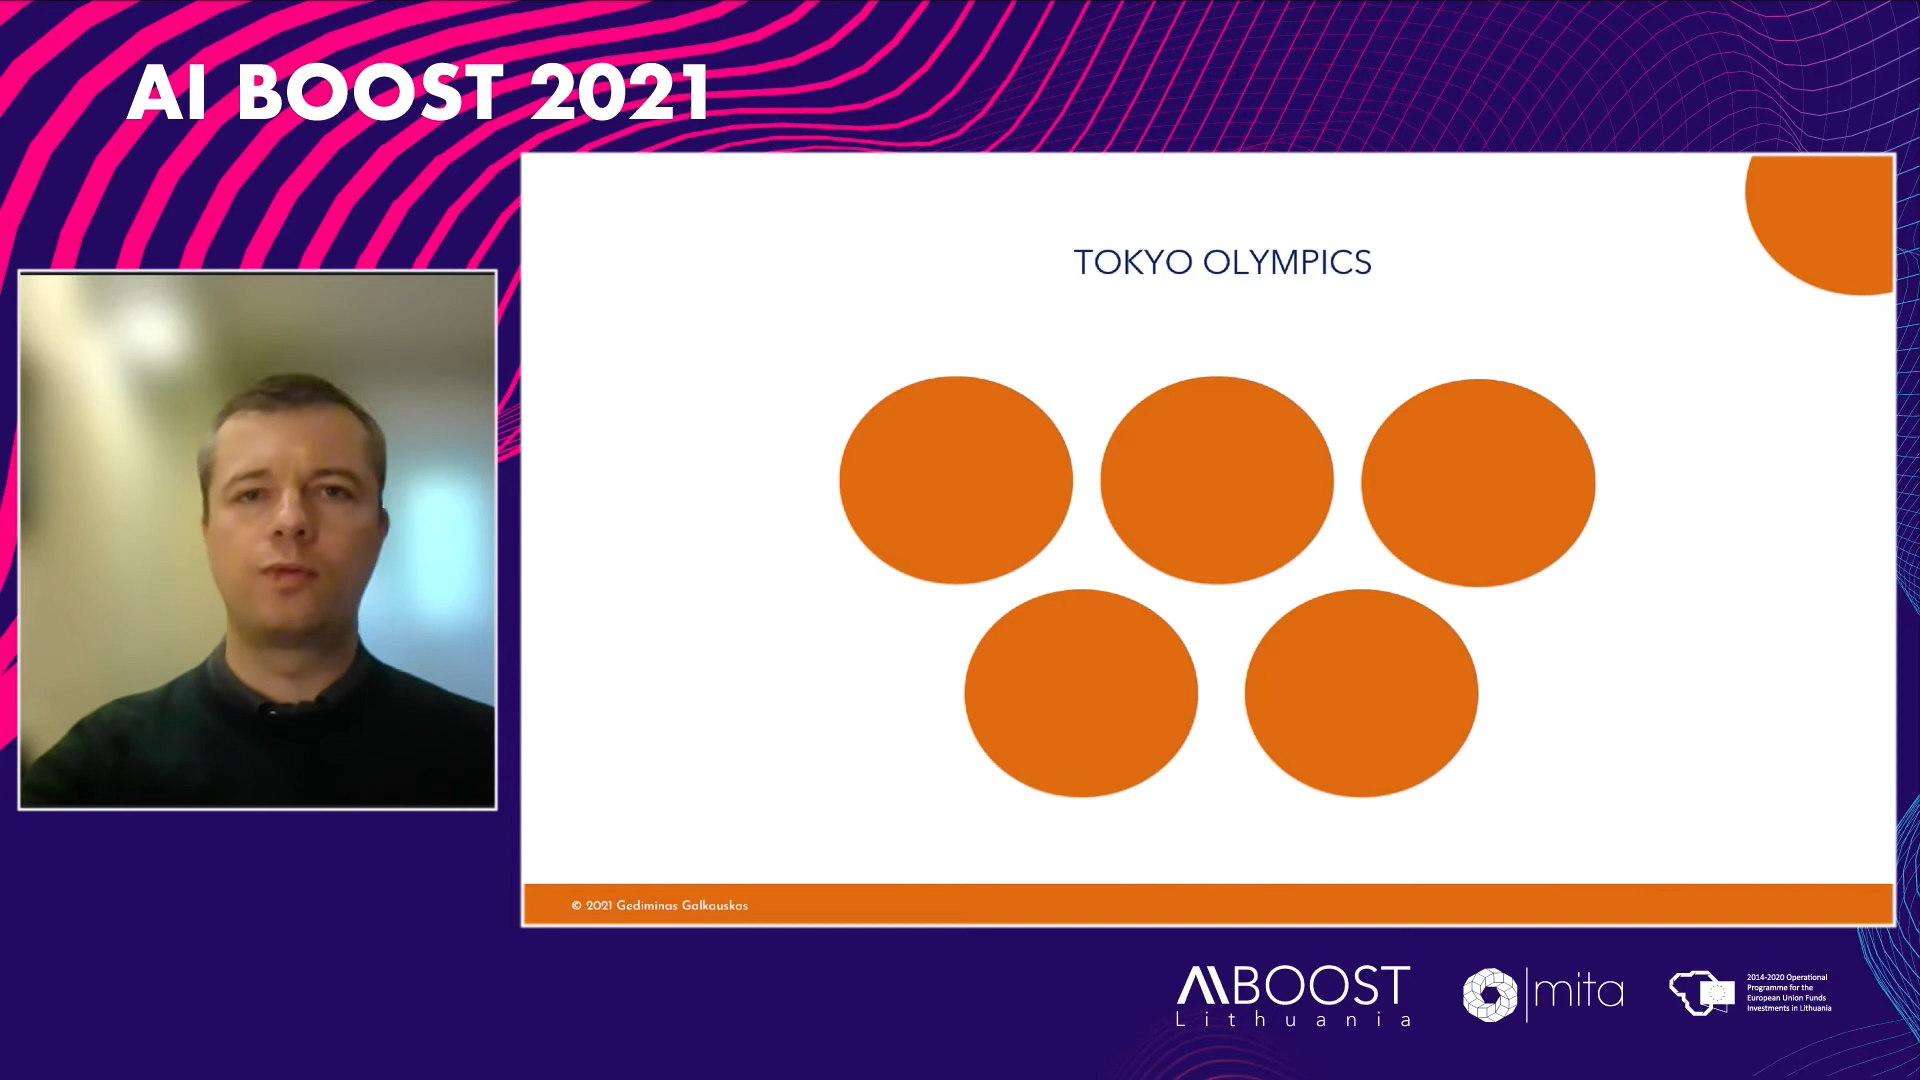 AI BOOST 2021
TOKYO OLYMPICS
© 2021 Gediminas Galkauskas
AIBOOST
Lithuania
mita
2014-2020 Operational
Programme for the
European Union Funds
Investments in Lithuania